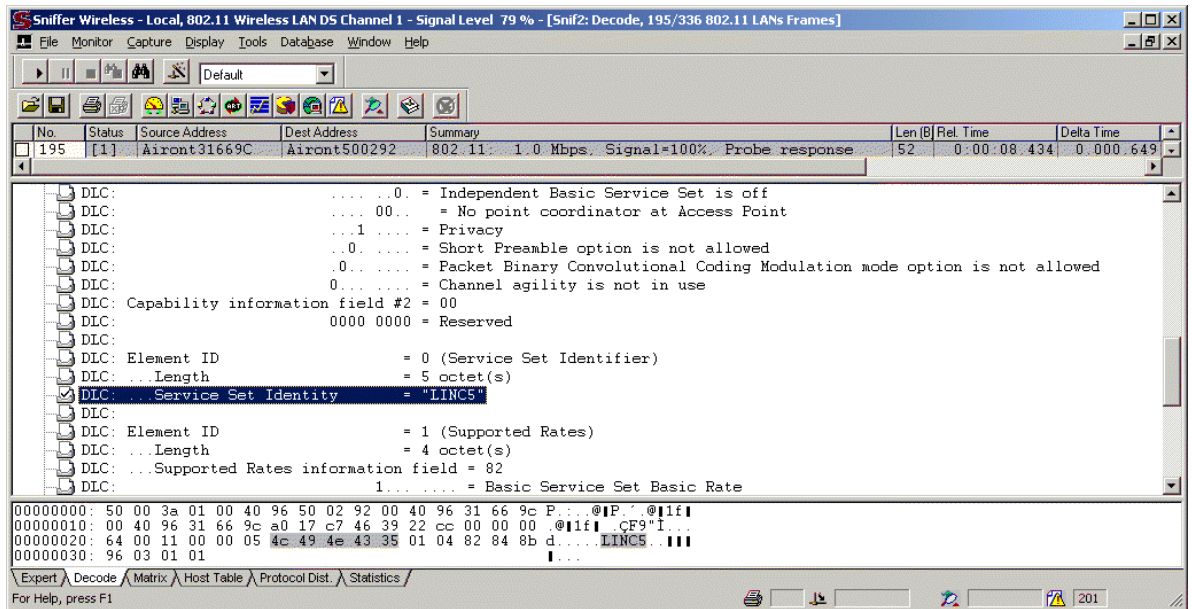 Sniffer Wireless - Local, 802.11 Wireless LAN DS Channel 1 - Signal Level 79 % - [Snif2: Decode, 195/336 802.11 LANs Frames]
File Monitor Capture Display Tools Database Window Help
Default
No. Status Source Address Dest Address Summary Len (B Rel. Time Delta Time
195 [1] Airont31669C Airont500292 802.11: 1.0 Mbps, Signal=100%, Probe response 52 0:00:08.434 0.000.649
DLC: .... ..0. = Independent Basic Service Set is off
DLC: .... 00.. = No point coordinator at Access Point
DLC: ...1 .... = Privacy
DLC: ..0. .... = Short Preamble option is not allowed
DLC: .0.. .... = Packet Binary Convolutional Coding Modulation mode option is not allowed
DLC: 0... .... = Channel agility is not in use
DLC: Capability information field #2 = 00
DLC: 0000 0000 = Reserved
DLC:
DLC: Element ID = 0 (Service Set Identifier)
DLC: ...Length = 5 octet(s)
DLC: ...Service Set Identity = "LINC5"
DLC:
DLC: Element ID = 1 (Supported Rates)
DLC: ...Length = 4 octet(s)
DLC: ...Supported Rates information field = 82
DLC: 1... .... = Basic Service Set Basic Rate
00000000: 50 00 3a 01 00 40 96 50 02 92 00 40 96 31 66 9c P.:..@P.´.@1f
00000010: 00 40 96 31 66 9c a0 17 c7 46 39 22 cc 00 00 00 .@1f .ÇF9"Ì...
00000020: 64 00 11 00 00 05 4c 49 4e 43 35 01 04 82 84 8b d.....LINC5..
00000030: 96 03 01 01 ...
Expert Decode Matrix Host Table Protocol Dist. Statistics
For Help, press F1 201